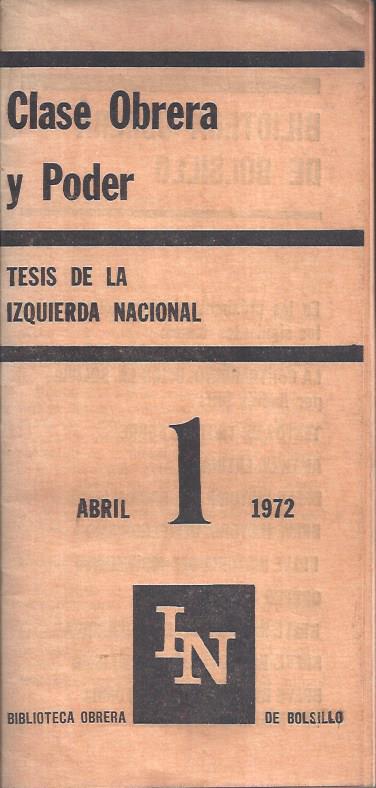 Clase Obrera
y Poder
TESIS DE LA
IZQUIERDA NACIONAL
1
ABRIL 1972
IN
BIBLIOTECA OBRERA DE BOLSILLO